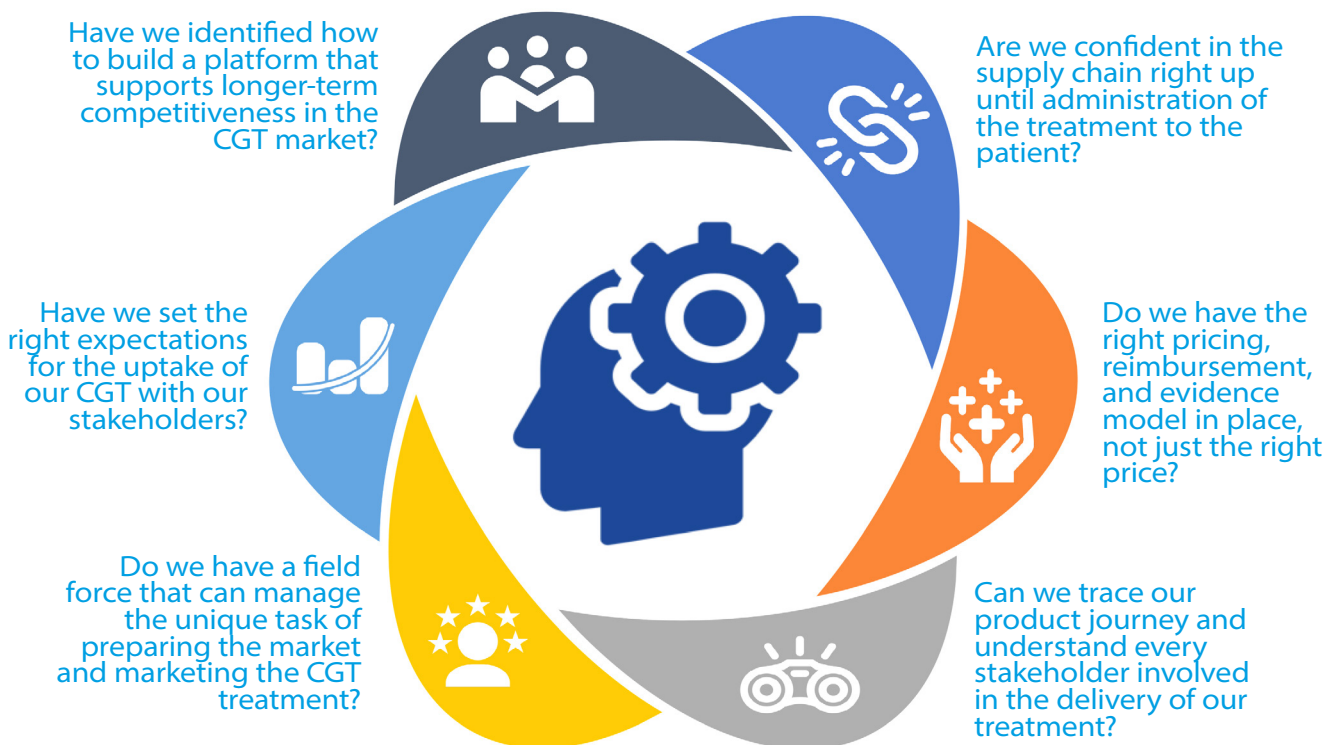 Have we identified how
to build a platform that
supports longer-term
competitiveness in the
CGT market?
Are we confident in the
supply chain right up
until administration of
the treatment to the
patient?
Have we set the
right expectations
for the uptake of
our CGT with our
stakeholders?
Do we have the
right pricing,
reimbursement,
and evidence
model in place,
not just the right
price?
Do we have a field
force that can manage
the unique task of
preparing the market
and marketing the CGT
treatment?
Can we trace our
product journey and
understand every
stakeholder involved
in the delivery of our
treatment?